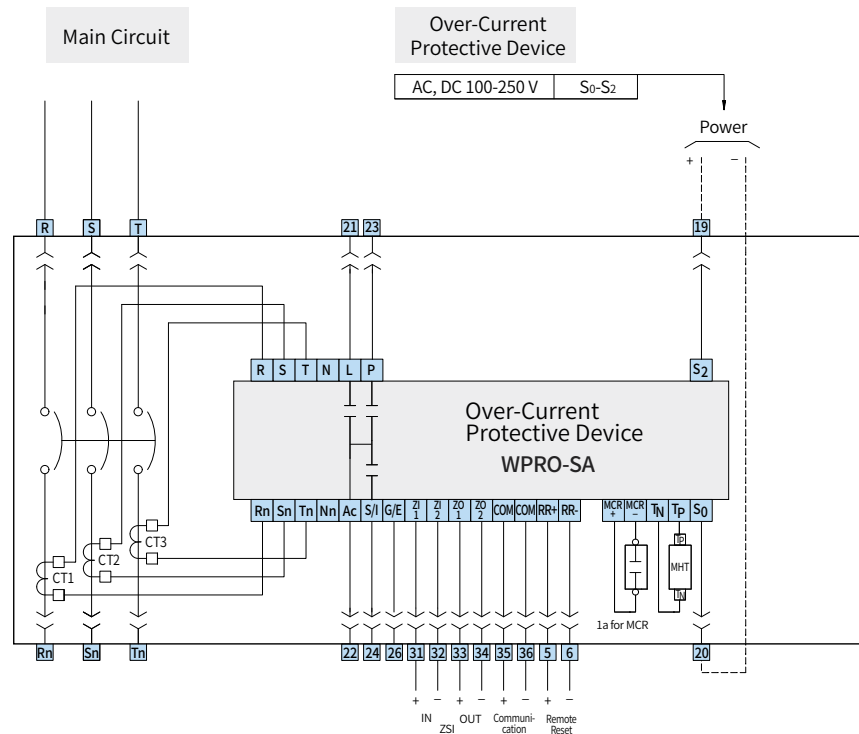 Main Circuit
Over-Current
Protective Device
AC, DC 100-250 V S0-S2
Power
+ −
R S T 21 23 19
R S T N L P S2
Over-Current
Protective Device
WPRO-SA
Rn Sn Tn Nn Ac S/I G/E ZI 1 ZI 2 ZO 1 ZO 2 COM COM RR+ RR- MCR + MCR − TN TP S0
CT1 CT2 CT3
TP
MHT
TN
1a for MCR
Rn Sn Tn 22 24 26 31 32 33 34 35 36 5 6 20
+ − + − + − + −
IN OUT Communi-
cation Remote
Reset
ZSI